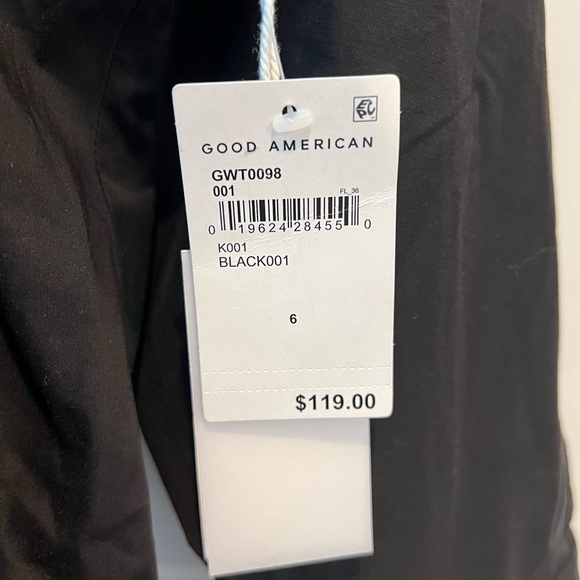 GOOD AMERICAN
GWT0098
001
FL_36
0 19624 28455 0
K001
BLACK001
6
$119.00